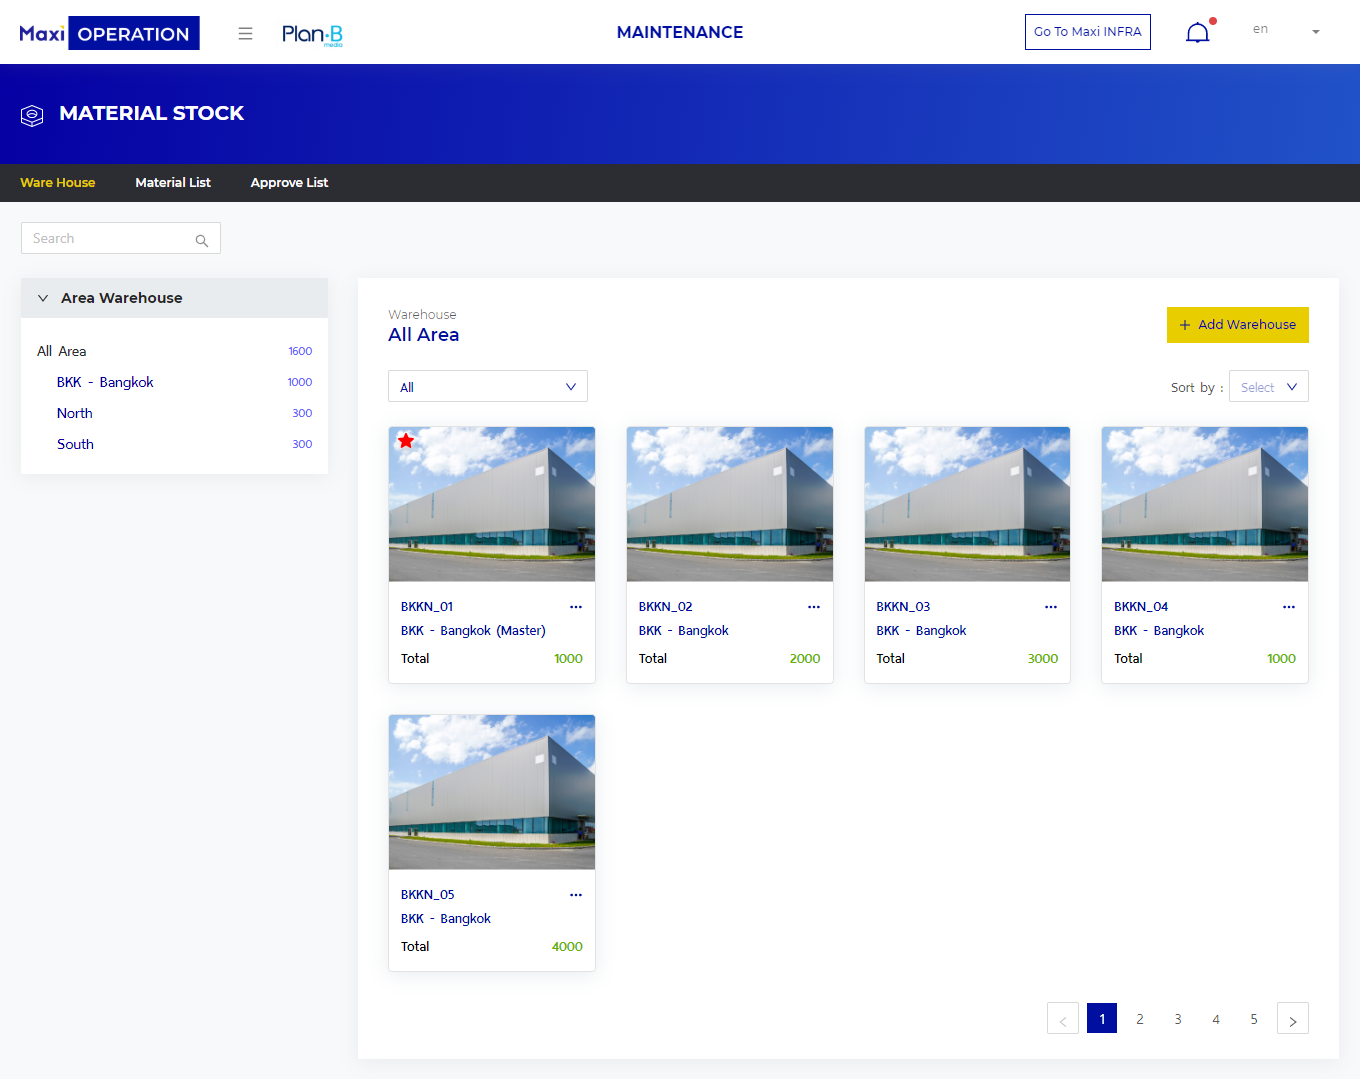 Maxi OPERATION
Plan B
media
MAINTENANCE
Go To Maxi INFRA
en
MATERIAL STOCK
Ware House
Material List
Approve List
Search
Area Warehouse
All Area 1600
BKK - Bangkok 1000
North 300
South 300
Warehouse
All Area
+ Add Warehouse
All
Sort by :
Select
BKKN_01 ...
BKK - Bangkok (Master)
Total 1000
BKKN_02 ...
BKK - Bangkok
Total 2000
BKKN_03 ...
BKK - Bangkok
Total 3000
BKKN_04 ...
BKK - Bangkok
Total 1000
BKKN_05 ...
BKK - Bangkok
Total 4000
< 1 2 3 4 5 >